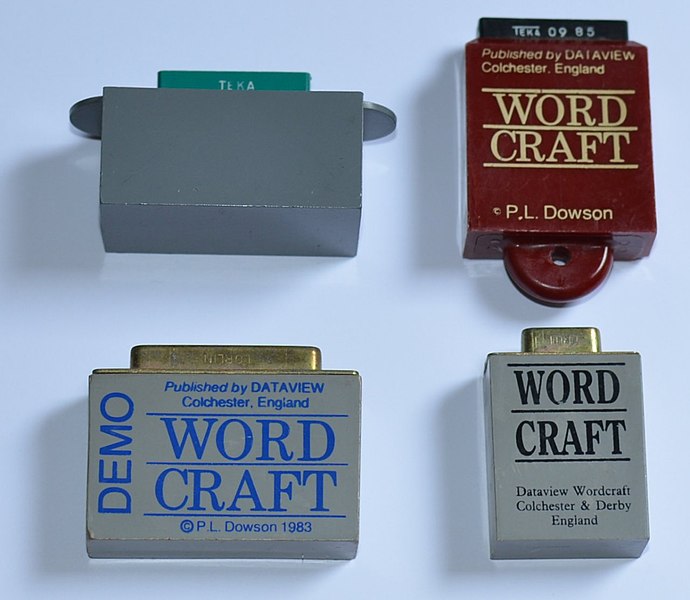 TEKA
TEKA 09 85
Published by DATAVIEW
Colchester, England
WORD
CRAFT
© P.L. Dowson
LORLIN
DEMO
Published by DATAVIEW
Colchester, England
WORD
CRAFT
© P.L. Dowson 1983
WORD
CRAFT
Dataview Wordcraft
Colchester & Derby
England